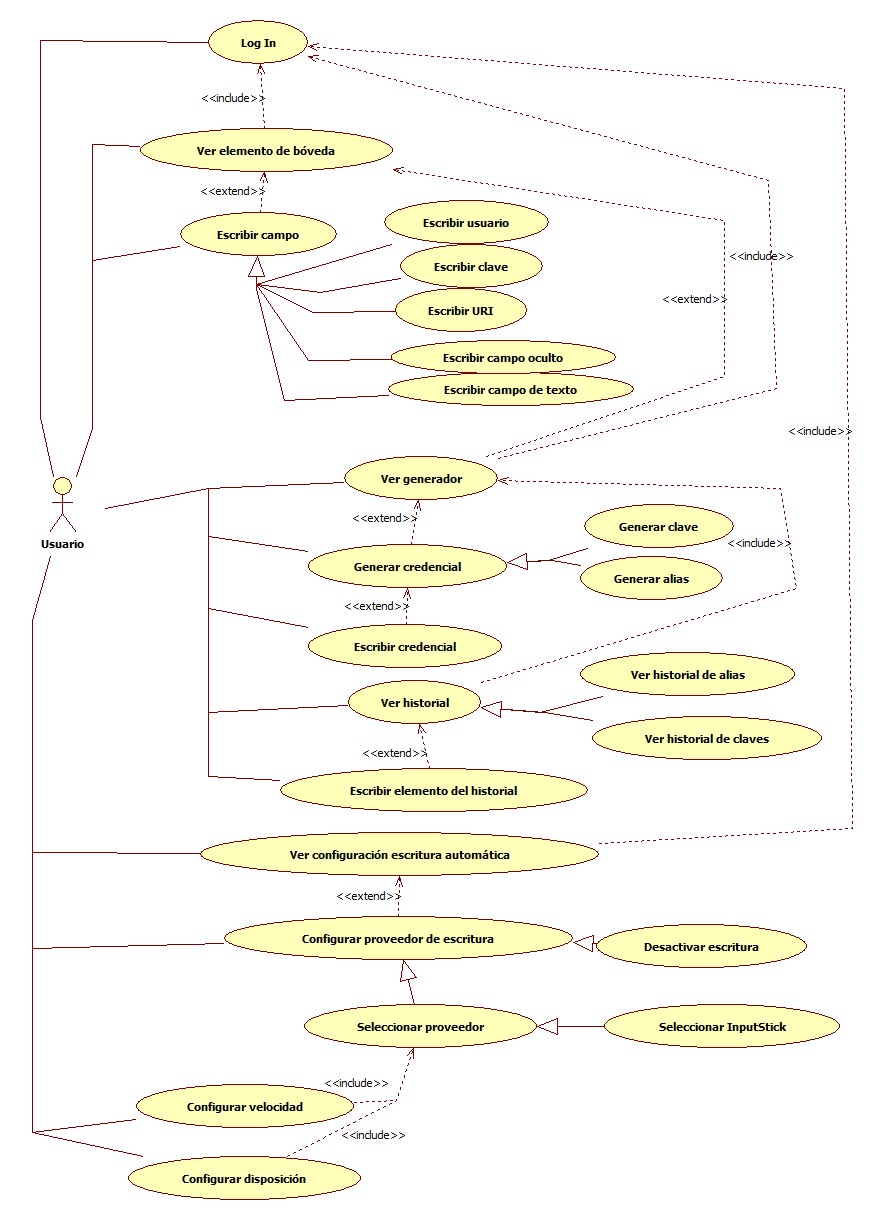 Log In
<<include>>
Ver elemento de bóveda
<<extend>>
Escribir campo
Escribir usuario
Escribir clave
Escribir URI
Escribir campo oculto
Escribir campo de texto
<<include>>
<<extend>>
<<include>>
Ver generador
Usuario
<<extend>>
Generar clave
<<include>>
Generar credencial
Generar alias
<<extend>>
Escribir credencial
Ver historial de alias
Ver historial
Ver historial de claves
<<extend>>
Escribir elemento del historial
Ver configuración escritura automática
<<extend>>
Configurar proveedor de escritura
Desactivar escritura
Seleccionar proveedor
Seleccionar InputStick
<<include>>
Configurar velocidad
<<include>>
Configurar disposición